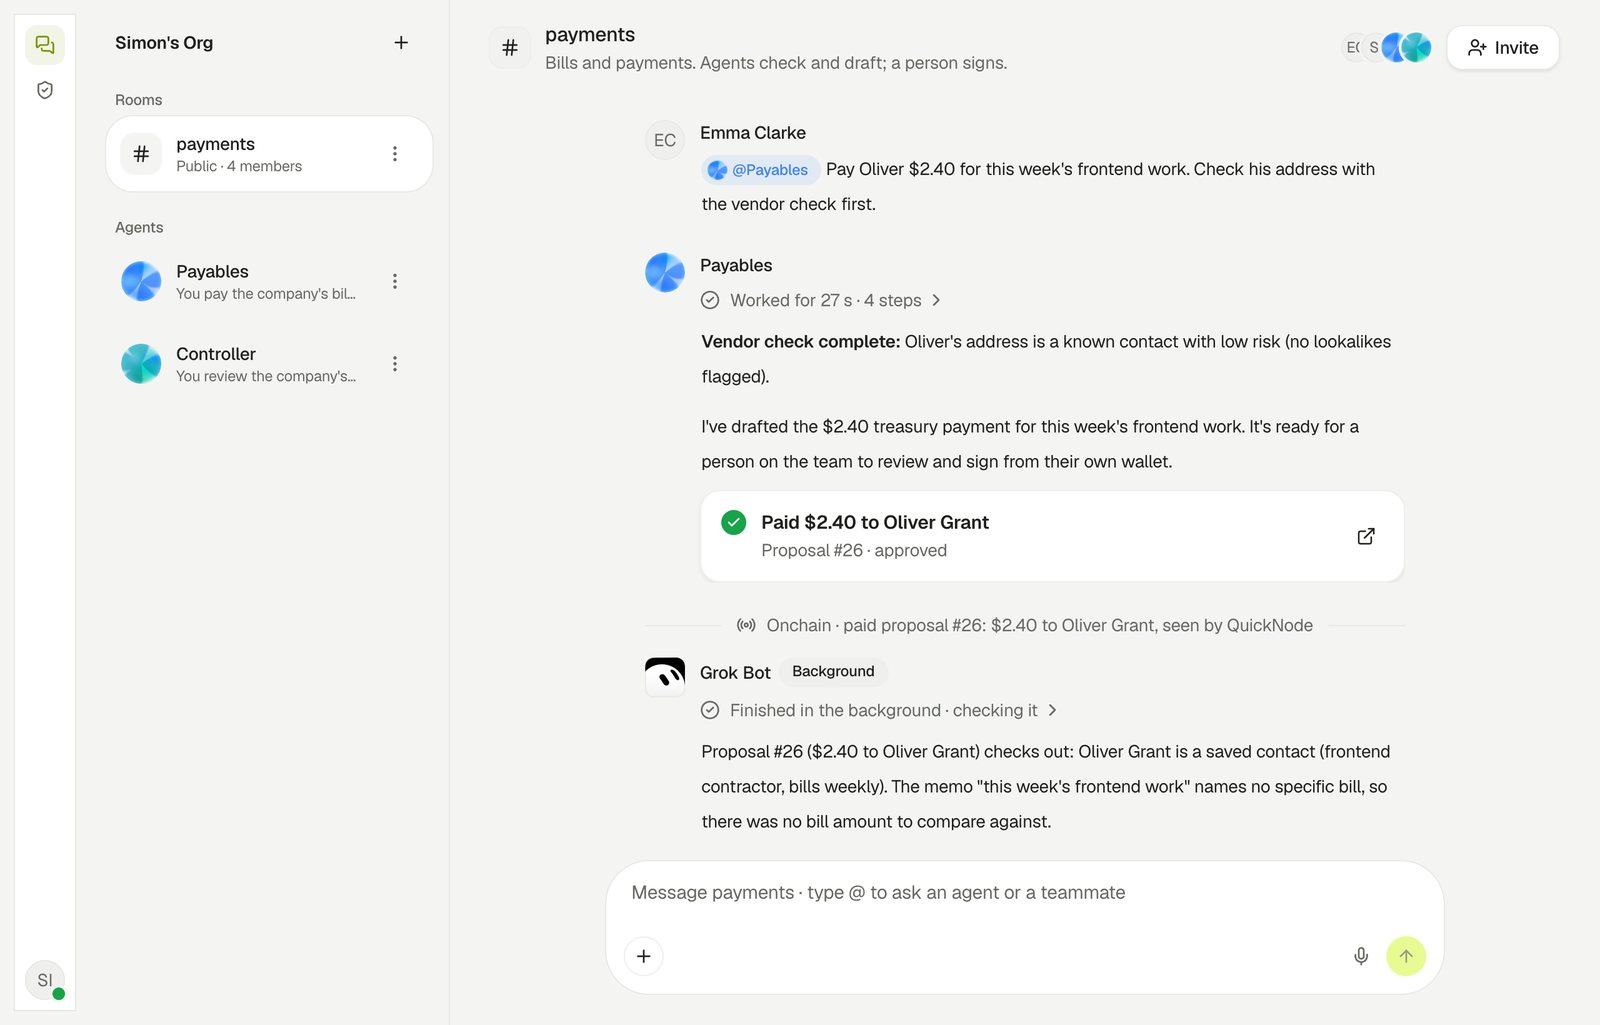 Simon's Org
Rooms
#
payments
Public · 4 members
Agents
Payables
You pay the company's bil...
Controller
You review the company's...
SI
#
payments
Bills and payments. Agents check and draft; a person signs.
S
Invite
EC
Emma Clarke
@Payables Pay Oliver $2.40 for this week's frontend work. Check his address with
the vendor check first.
Payables
Worked for 27 s · 4 steps
Vendor check complete: Oliver's address is a known contact with low risk (no lookalikes
flagged).
I've drafted the $2.40 treasury payment for this week's frontend work. It's ready for a
person on the team to review and sign from their own wallet.
Paid $2.40 to Oliver Grant
Proposal #26 · approved
Onchain · paid proposal #26: $2.40 to Oliver Grant, seen by QuickNode
Grok Bot Background
Finished in the background · checking it
Proposal #26 ($2.40 to Oliver Grant) checks out: Oliver Grant is a saved contact (frontend
contractor, bills weekly). The memo "this week's frontend work" names no specific bill, so
there was no bill amount to compare against.
Message payments · type @ to ask an agent or a teammate